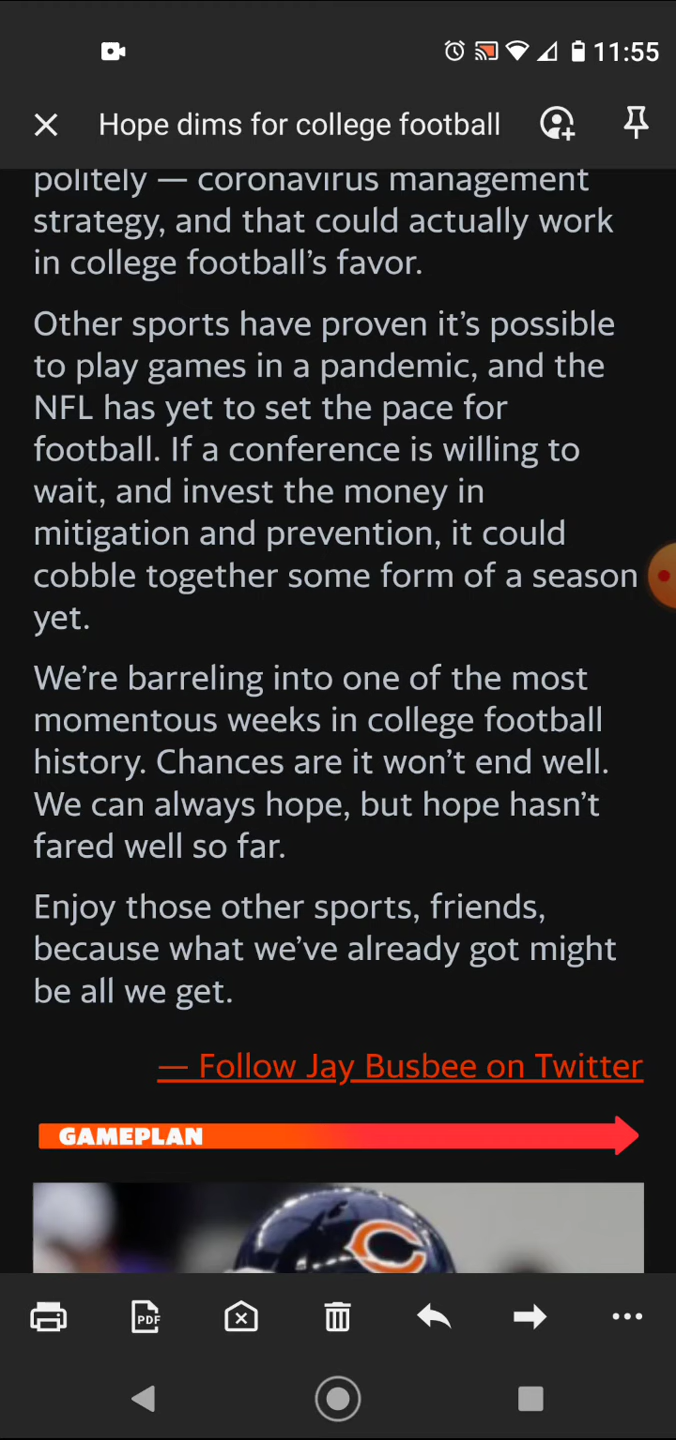 11:55
Hope dims for college football
politely — coronavirus management
strategy, and that could actually work
in college football’s favor.
Other sports have proven it’s possible
to play games in a pandemic, and the
NFL has yet to set the pace for
football. If a conference is willing to
wait, and invest the money in
mitigation and prevention, it could
cobble together some form of a season
yet.
We’re barreling into one of the most
momentous weeks in college football
history. Chances are it won’t end well.
We can always hope, but hope hasn’t
fared well so far.
Enjoy those other sports, friends,
because what we’ve already got might
be all we get.
— Follow Jay Busbee on Twitter
GAMEPLAN
C
PDF